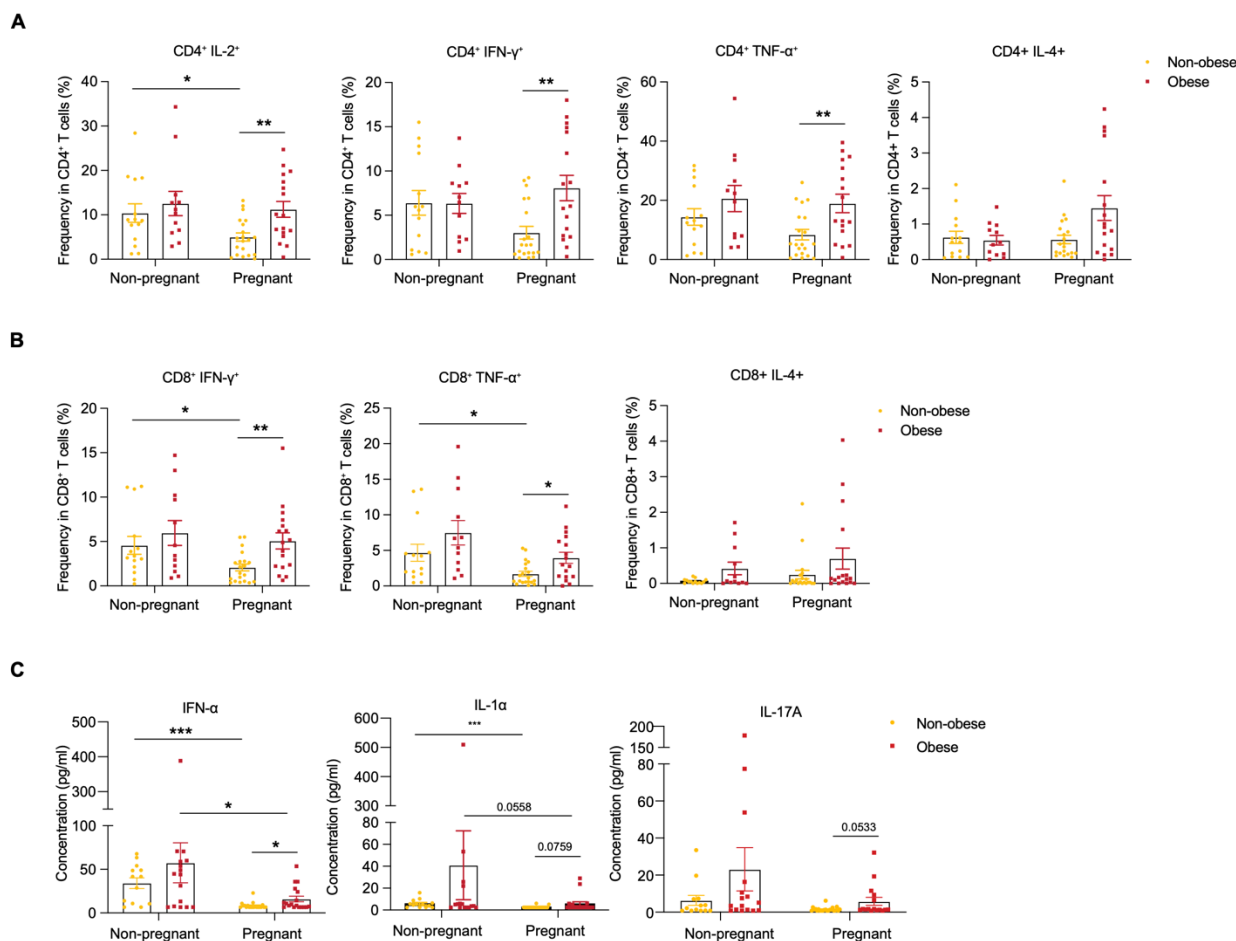 A
CD4⁺ IL-2⁺
Frequency in CD4⁺ T cells (%)
50
40
30
20
10
0
*
**
Non-pregnant Pregnant
CD4⁺ IFN-γ⁺
Frequency in CD4⁺ T cells (%)
20
15
10
5
0
**
Non-pregnant Pregnant
CD4⁺ TNF-α⁺
Frequency in CD4⁺ T cells (%)
60
40
20
0
**
Non-pregnant Pregnant
CD4+ IL-4+
Frequency in CD4+ T cells (%)
5
4
3
2
1
0
Non-pregnant Pregnant
Non-obese
Obese
B
CD8⁺ IFN-γ⁺
Frequency in CD8⁺ T cells (%)
20
15
10
5
0
*
**
Non-pregnant Pregnant
CD8⁺ TNF-α⁺
Frequency in CD8⁺ T cells (%)
25
20
15
10
5
0
*
*
Non-pregnant Pregnant
CD8+ IL-4+
Frequency in CD8+ T cells (%)
5
4
3
2
1
0
Non-pregnant Pregnant
Non-obese
Obese
C
IFN-α
Concentration (pg/ml)
500
400
300
200
100
50
0
***
*
*
Non-pregnant Pregnant
IL-1α
Concentration (pg/ml)
600
500
400
300
80
60
40
20
0
***
0.0558
0.0759
Non-pregnant Pregnant
IL-17A
Concentration (pg/ml)
200
150
100
80
60
40
20
0
0.0533
Non-pregnant Pregnant
Non-obese
Obese